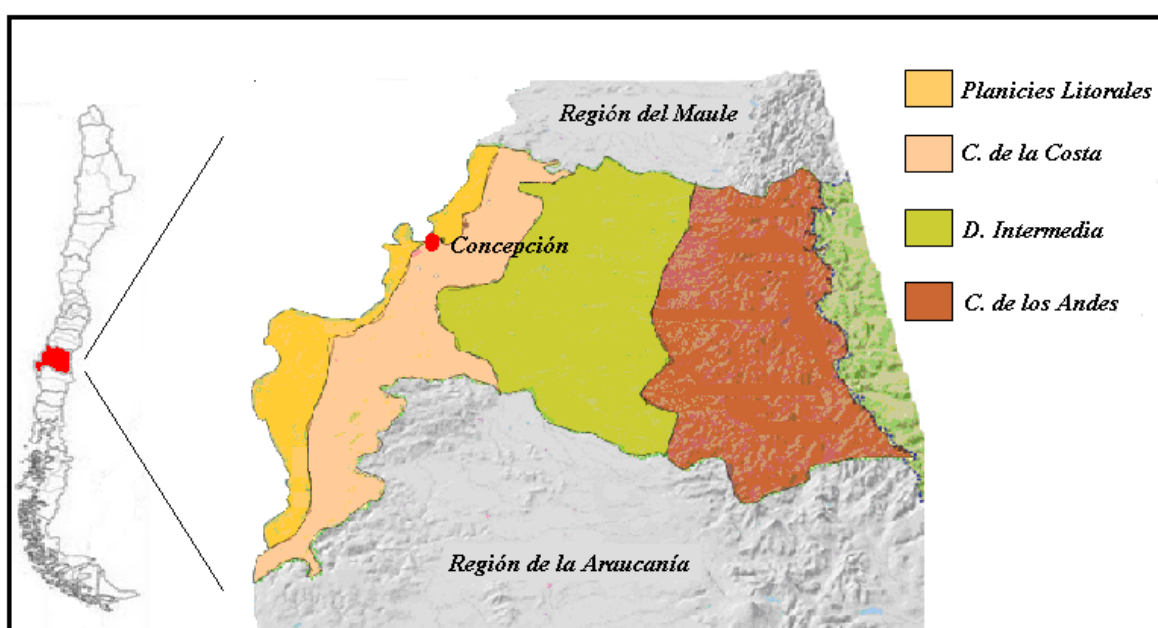 Región del Maule
Concepción
Región de la Araucanía
Planicies Litorales
C. de la Costa
D. Intermedia
C. de los Andes